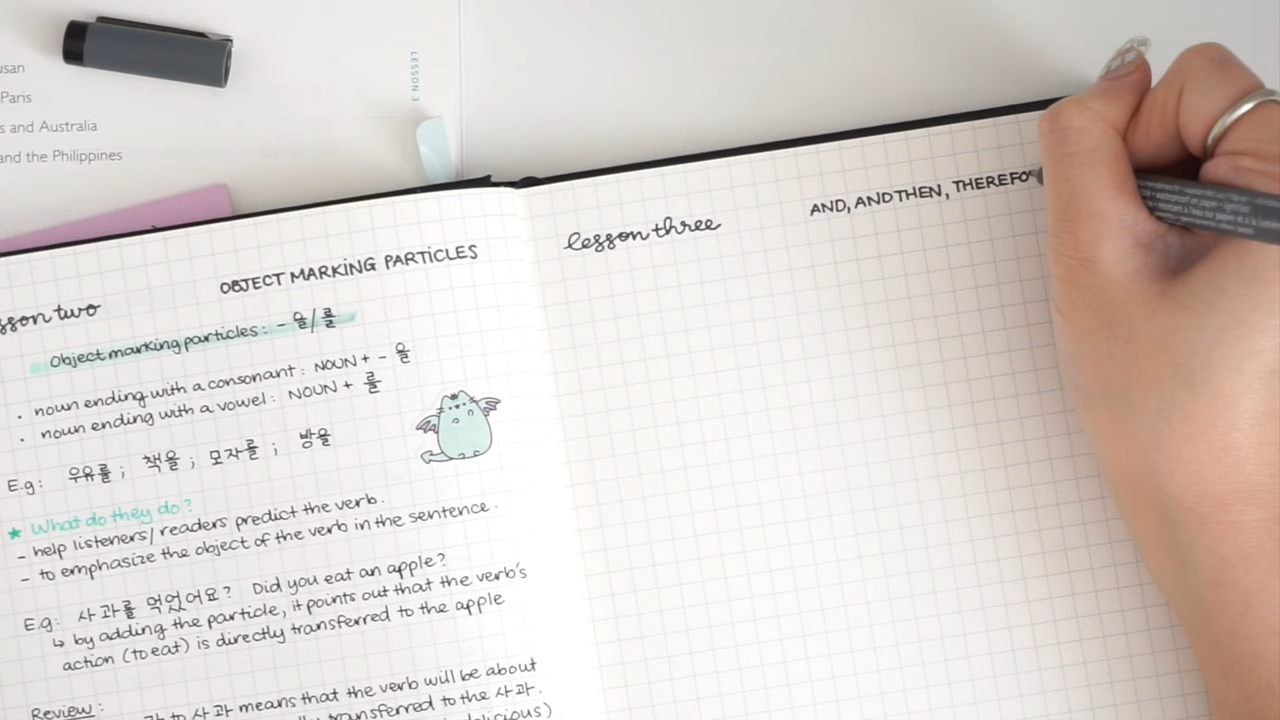 usan
Paris
s and Australia
and the Philippines
LESSON 3
sson two
OBJECT MARKING PARTICLES
Object marking particles: - 을/를
• noun ending with a consonant: NOUN + - 을
• noun ending with a vowel: NOUN + 를
E.g: 우유를; 책을; 모자를; 방을
★ What do they do?
- help listeners/readers predict the verb.
- to emphasize the object of the verb in the sentence.
E.g: 사과를 먹었어요? Did you eat an apple?
↳ by adding the particle, it points out that the verb's
action (to eat) is directly transferred to the apple
Review:
to 사과 means that the verb will be about
transferred to the 사과.
delicious)
lesson three
AND, AND THEN, THEREFO